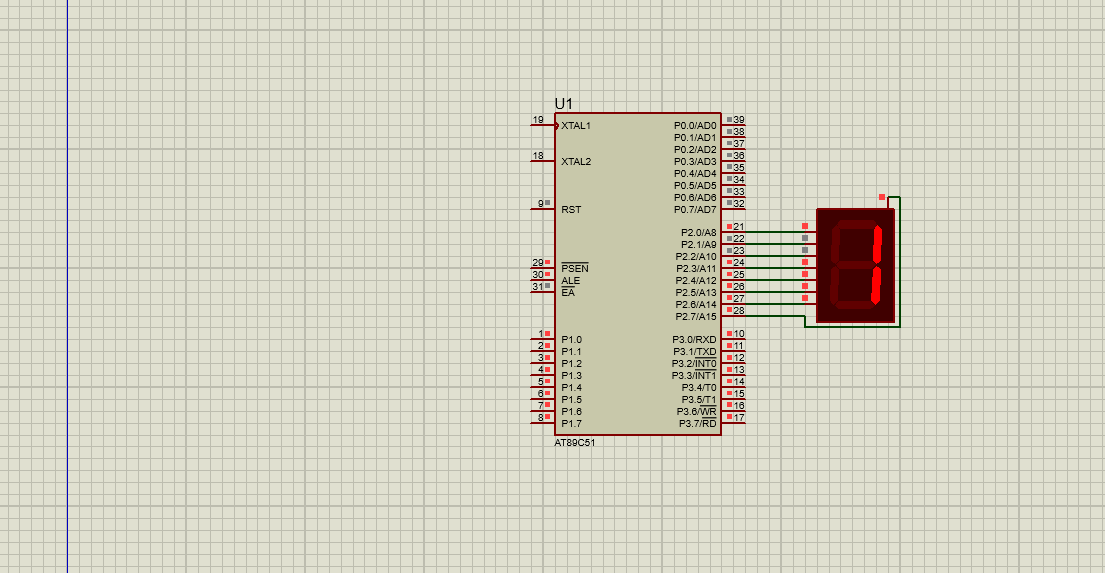 U1
19 XTAL1 P0.0/AD0 39
P0.1/AD1 38
P0.2/AD2 37
18 XTAL2 P0.3/AD3 36
P0.4/AD4 35
P0.5/AD5 34
P0.6/AD6 33
9 RST P0.7/AD7 32
P2.0/A8 21
P2.1/A9 22
P2.2/A10 23
29 PSEN P2.3/A11 24
30 ALE P2.4/A12 25
31 EA P2.5/A13 26
P2.6/A14 27
P2.7/A15 28
1 P1.0 P3.0/RXD 10
2 P1.1 P3.1/TXD 11
3 P1.2 P3.2/INT0 12
4 P1.3 P3.3/INT1 13
5 P1.4 P3.4/T0 14
6 P1.5 P3.5/T1 15
7 P1.6 P3.6/WR 16
8 P1.7 P3.7/RD 17
AT89C51
1